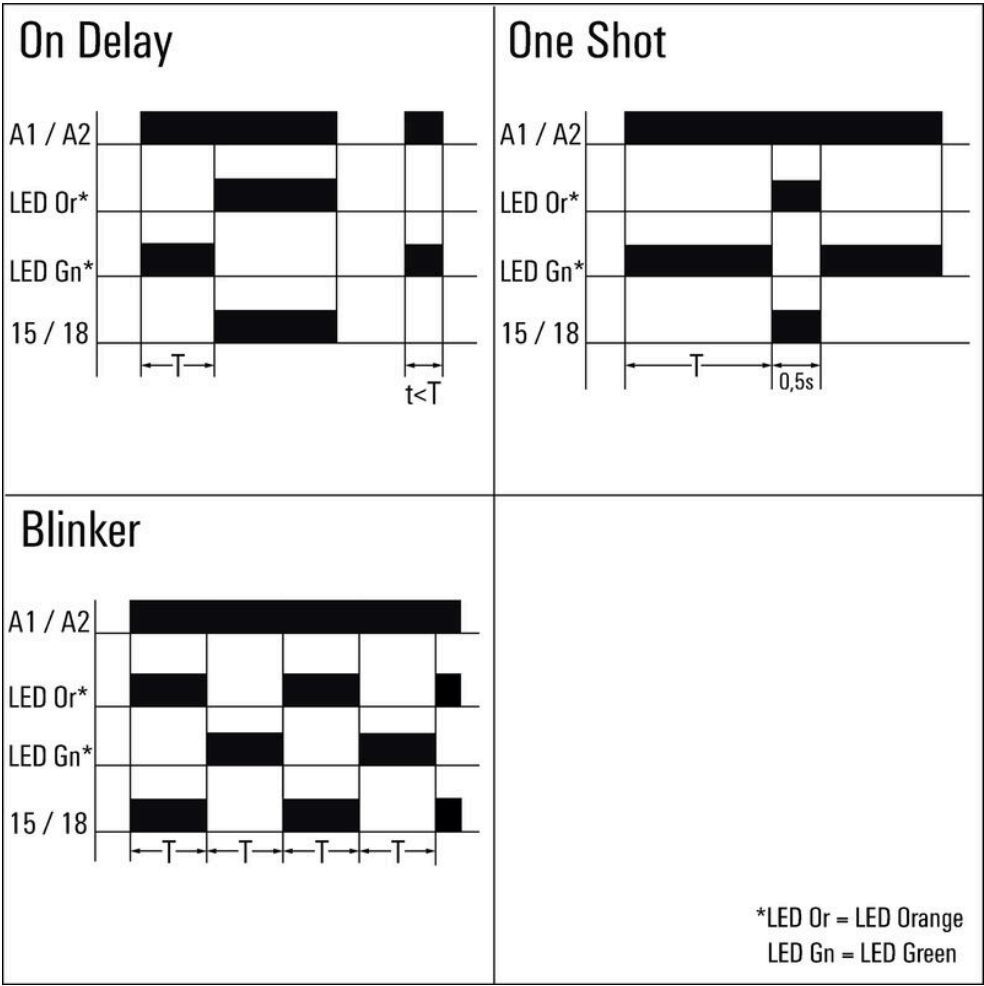 On Delay
A1 / A2
LED Or*
LED Gn*
15 / 18
T
t<T
One Shot
A1 / A2
LED Or*
LED Gn*
15 / 18
T
0,5s
Blinker
A1 / A2
LED Or*
LED Gn*
15 / 18
T T T T
*LED Or = LED Orange
LED Gn = LED Green